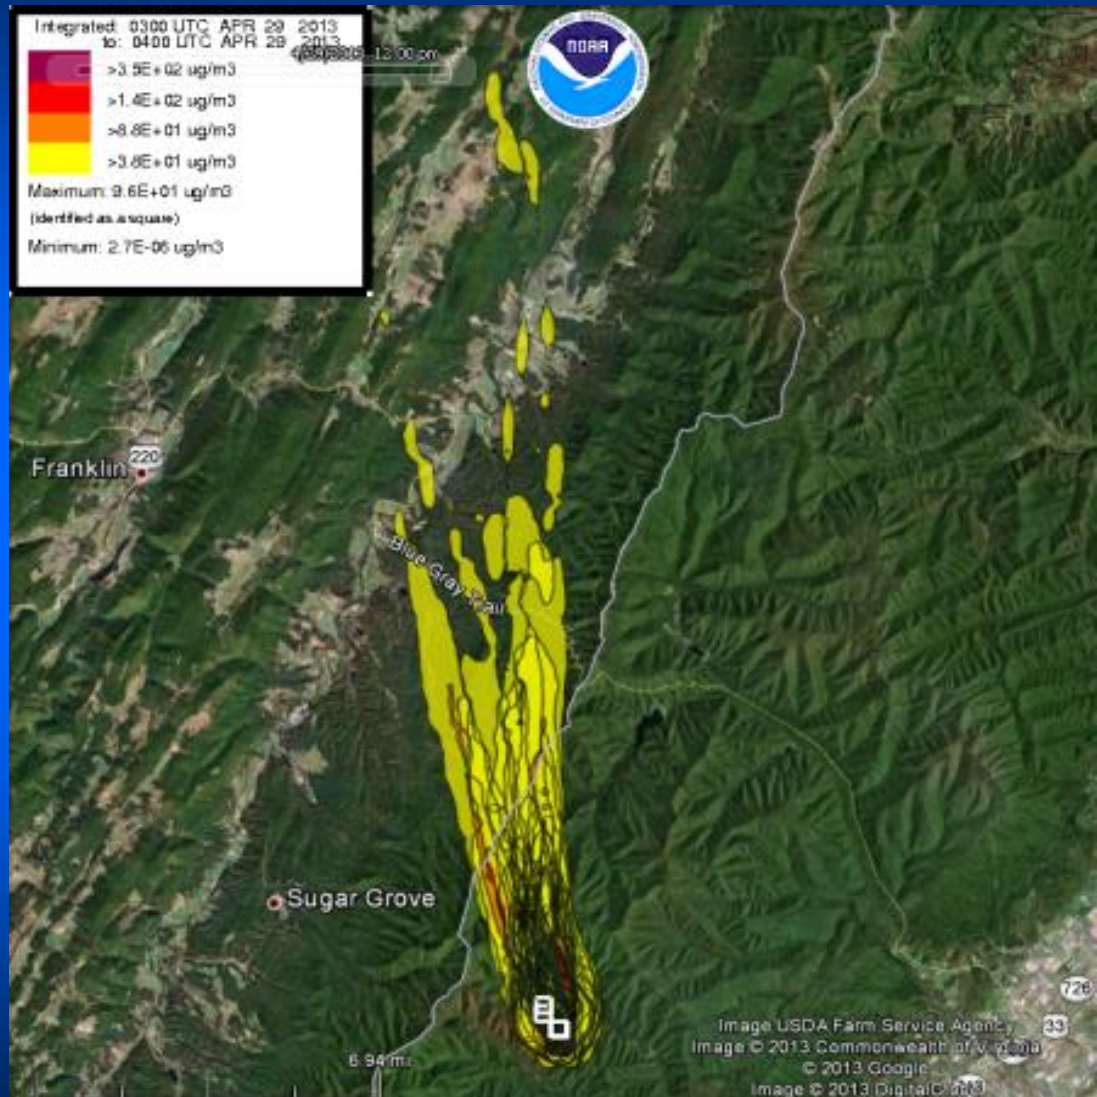 Integrated: 0300 UTC APR 29 2013
to: 0400 UTC APR 29 2013
12:00 pm
>3.5E+02 ug/m3
>1.4E+02 ug/m3
>8.8E+01 ug/m3
>3.8E+01 ug/m3
Maximum: 9.6E+01 ug/m3
(identified as a square)
Minimum: 2.7E-06 ug/m3
NOAA
220
Franklin
Blue Gray Trail
Sugar Grove
726
33
6.94 mi
Image USDA Farm Service Agency
Image © 2013 Commonwealth of Virginia
© 2013 Google
Image © 2013 DigitalGlobe